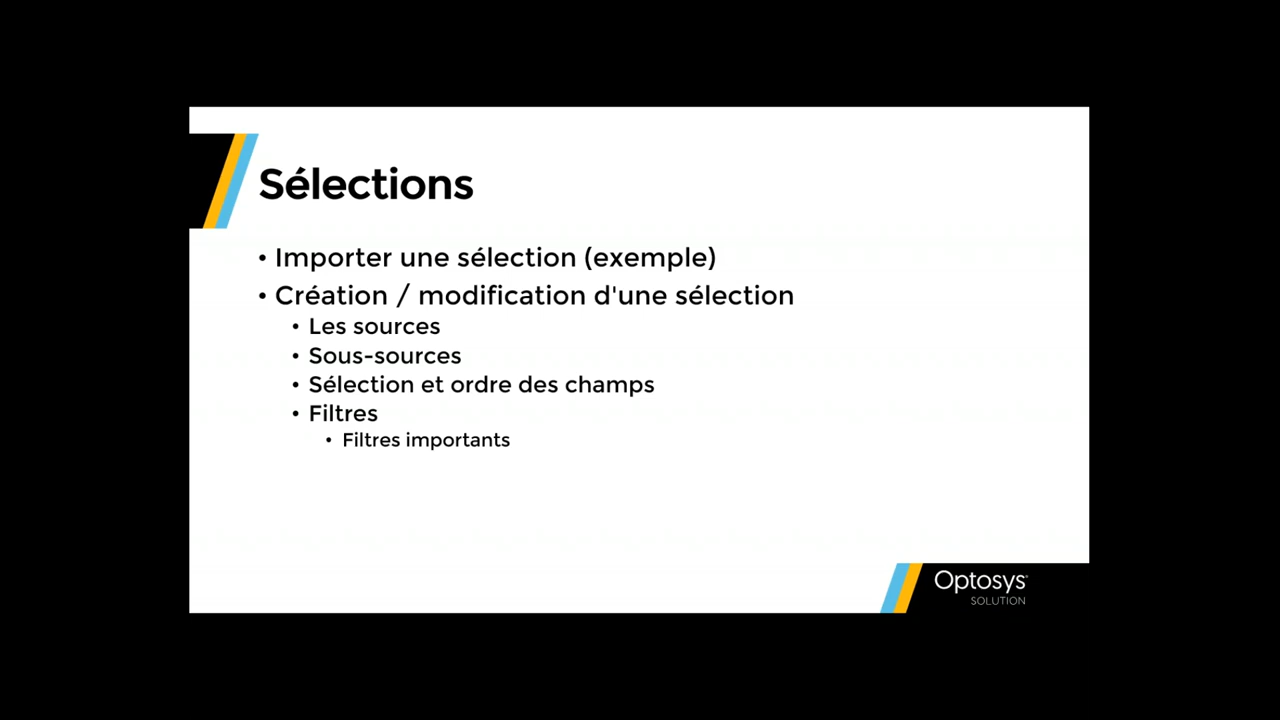 Sélections
• Importer une sélection (exemple)
• Création / modification d'une sélection
• Les sources
• Sous-sources
• Sélection et ordre des champs
• Filtres
• Filtres importants
Optosys
SOLUTION